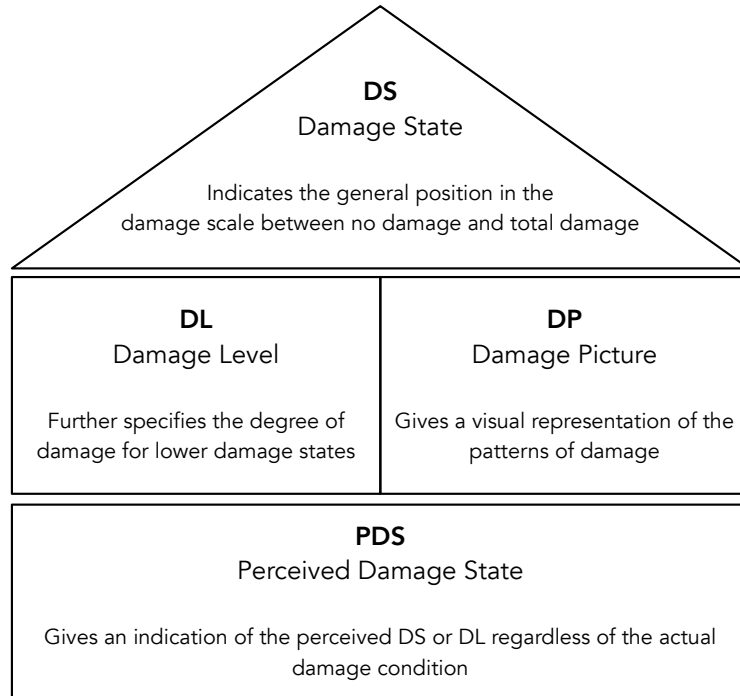 DS
Damage State
Indicates the general position in the
damage scale between no damage and total damage
DL
Damage Level
Further specifies the degree of
damage for lower damage states
DP
Damage Picture
Gives a visual representation of the
patterns of damage
PDS
Perceived Damage State
Gives an indication of the perceived DS or DL regardless of the actual
damage condition